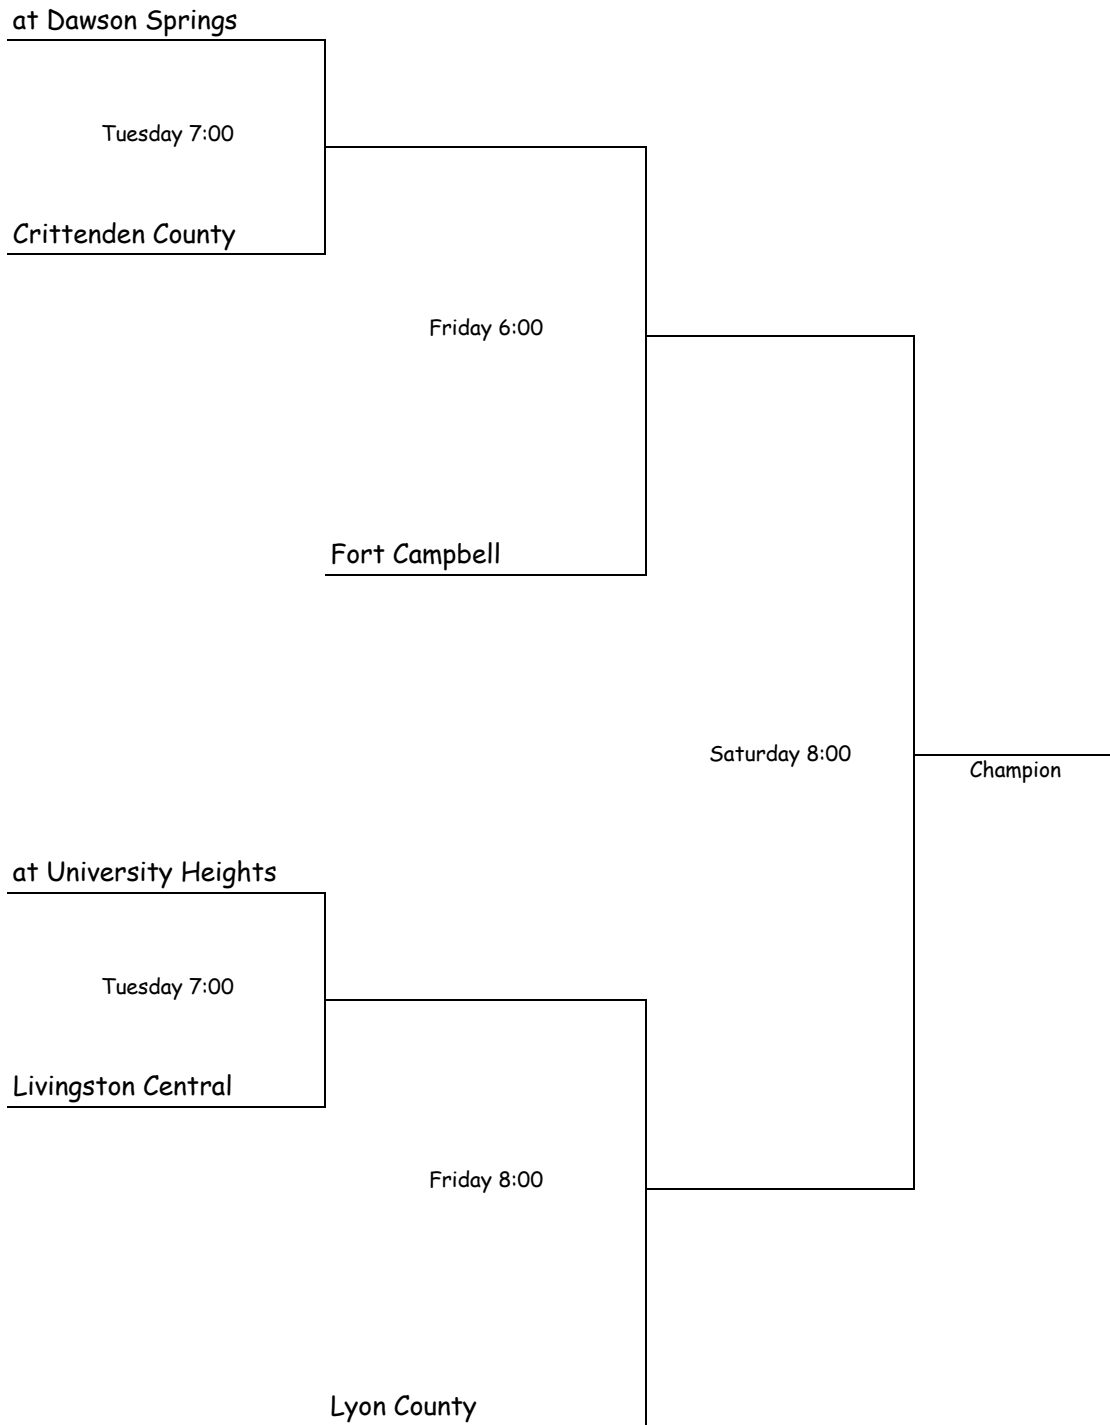 at Dawson Springs
Tuesday 7:00
Crittenden County
Friday 6:00
Fort Campbell
Saturday 8:00
Champion
at University Heights
Tuesday 7:00
Livingston Central
Friday 8:00
Lyon County